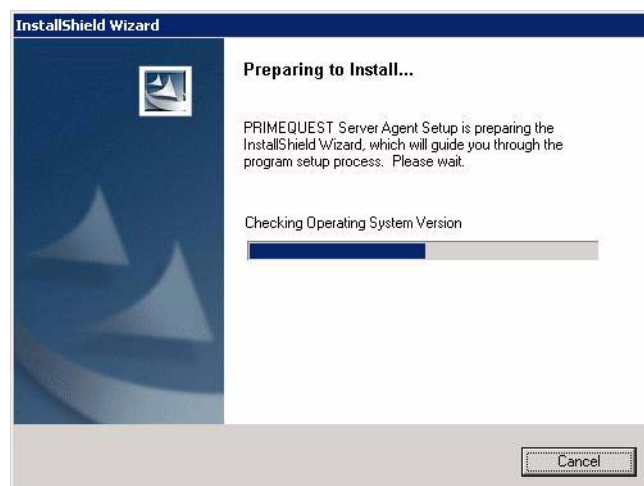 InstallShield Wizard
Preparing to Install...
PRIMEQUEST Server Agent Setup is preparing the
InstallShield Wizard, which will guide you through the
program setup process.  Please wait.
Checking Operating System Version
Cancel